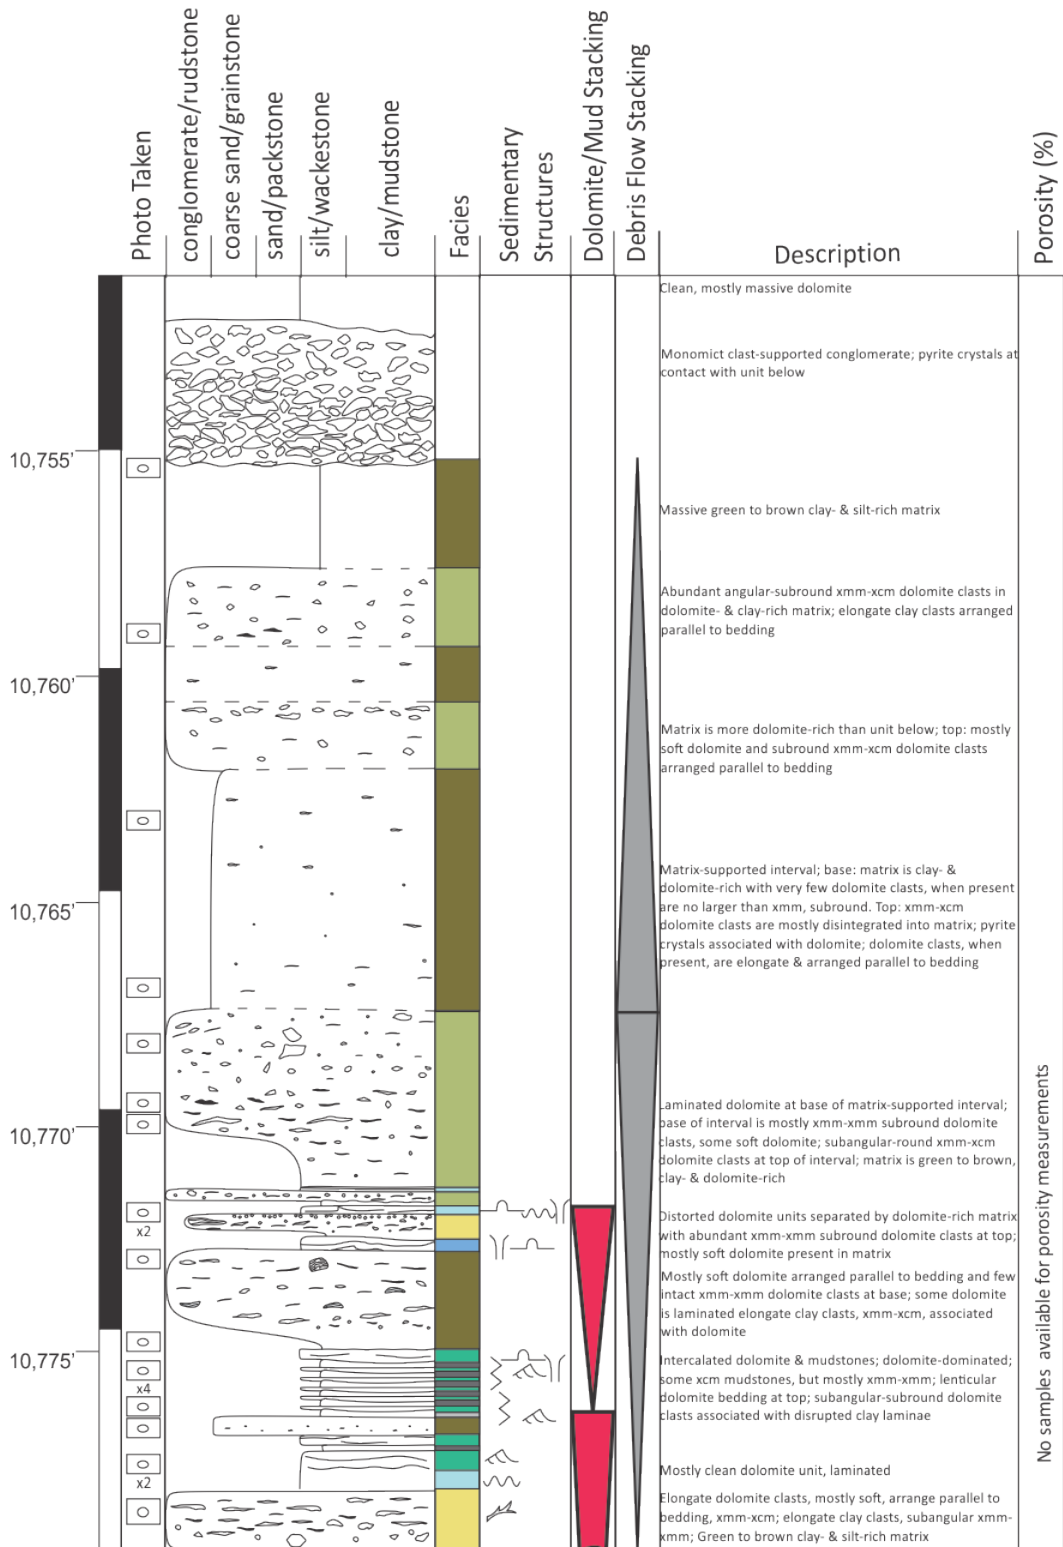 Photo Taken
conglomerate/rudstone
coarse sand/grainstone
sand/packstone
silt/wackestone
clay/mudstone
Facies
Sedimentary
Structures
Dolomite/Mud Stacking
Debris Flow Stacking
Description
Porosity (%)
Clean, mostly massive dolomite
Monomict clast-supported conglomerate; pyrite crystals at
contact with unit below
10,755'
Massive green to brown clay- & silt-rich matrix
Abundant angular-subround xmm-xcm dolomite clasts in
dolomite- & clay-rich matrix; elongate clay clasts arranged
parallel to bedding
10,760'
Matrix is more dolomite-rich than unit below; top: mostly
soft dolomite and subround xmm-xcm dolomite clasts
arranged parallel to bedding
Matrix-supported interval; base: matrix is clay- &
dolomite-rich with very few dolomite clasts, when present
are no larger than xmm, subround. Top: xmm-xcm
dolomite clasts are mostly disintegrated into matrix; pyrite
crystals associated with dolomite; dolomite clasts, when
present, are elongate & arranged parallel to bedding
10,765'
Laminated dolomite at base of matrix-supported interval;
base of interval is mostly xmm-xmm subround dolomite
clasts, some soft dolomite; subangular-round xmm-xcm
dolomite clasts at top of interval; matrix is green to brown,
clay- & dolomite-rich
10,770'
x2
Distorted dolomite units separated by dolomite-rich matrix
with abundant xmm-xmm subround dolomite clasts at top;
mostly soft dolomite present in matrix
Mostly soft dolomite arranged parallel to bedding and few
intact xmm-xmm dolomite clasts at base; some dolomite
is laminated elongate clay clasts, xmm-xcm, associated
with dolomite
10,775'
x4
Intercalated dolomite & mudstones; dolomite-dominated;
some xcm mudstones, but mostly xmm-xmm; lenticular
dolomite bedding at top; subangular-subround dolomite
clasts associated with disrupted clay laminae
Mostly clean dolomite unit, laminated
x2
Elongate dolomite clasts, mostly soft, arrange parallel to
bedding, xmm-xcm; elongate clay clasts, subangular xmm-
xmm; Green to brown clay- & silt-rich matrix
No samples available for porosity measurements